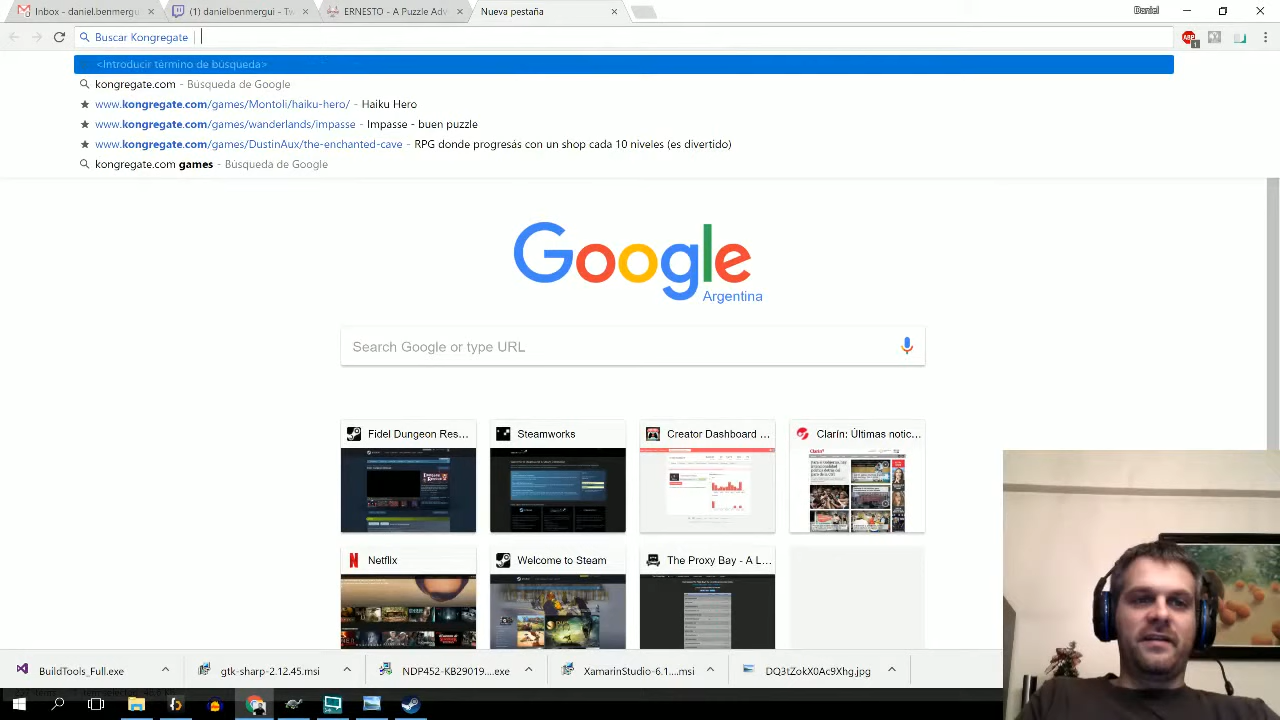 Inbox - daniel.benmergu
(1) danielbenmergui - Tw
ERNESTO - A Puzzle Adv
Nueva pestaña
Daniel
Buscar Kongregate
ABP
1
<Introducir término de búsqueda>
kongregate.com - Búsqueda de Google
www.kongregate.com/games/Montoli/haiku-hero/ - Haiku Hero
www.kongregate.com/games/wanderlands/impasse - Impasse - buen puzzle
www.kongregate.com/games/DustinAux/the-enchanted-cave - RPG donde progresás con un shop cada 10 niveles (es divertido)
kongregate.com games - Búsqueda de Google
Google
Argentina
Search Google or type URL
Fidel Dungeon Res...
Steamworks
Creator Dashboard ...
Clarín: Últimas notic...
Netflix
Welcome to Steam
The Proxy Bay - A L...
BuildTools_Full.exe
gtk-sharp-2.12.45.msi
NDP452-KB29019...exe
XamarinStudio-6.1...msi
DQ3tZokX0Ac9Xhg.jpg